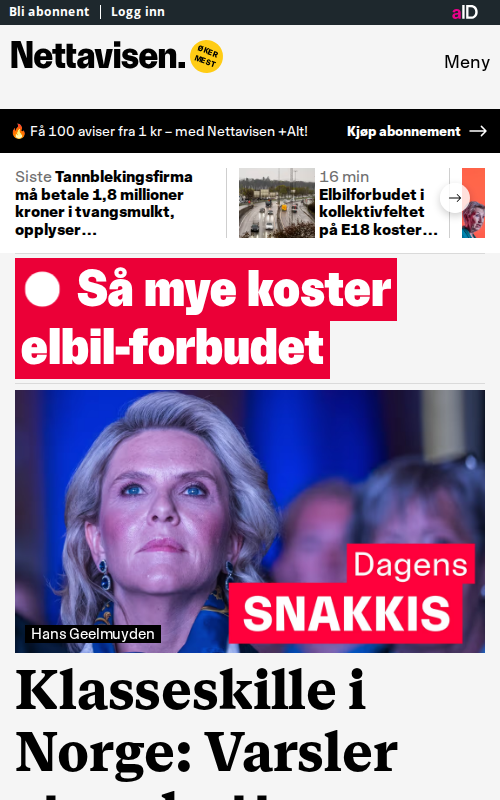 Bli abonnent | Logg inn
aID
Nettavisen.
ØKER
MEST
Meny
🔥 Få 100 aviser fra 1 kr – med Nettavisen +Alt!
Kjøp abonnement →
Siste Tannblekingsfirma
må betale 1,8 millioner
kroner i tvangsmulkt,
opplyser…
16 min
Elbilforbudet i
kollektivfeltet
på E18 koster…
Så mye koster
elbil-forbudet
Dagens
SNAKKIS
Hans Geelmuyden
Klasseskille i
Norge: Varsler